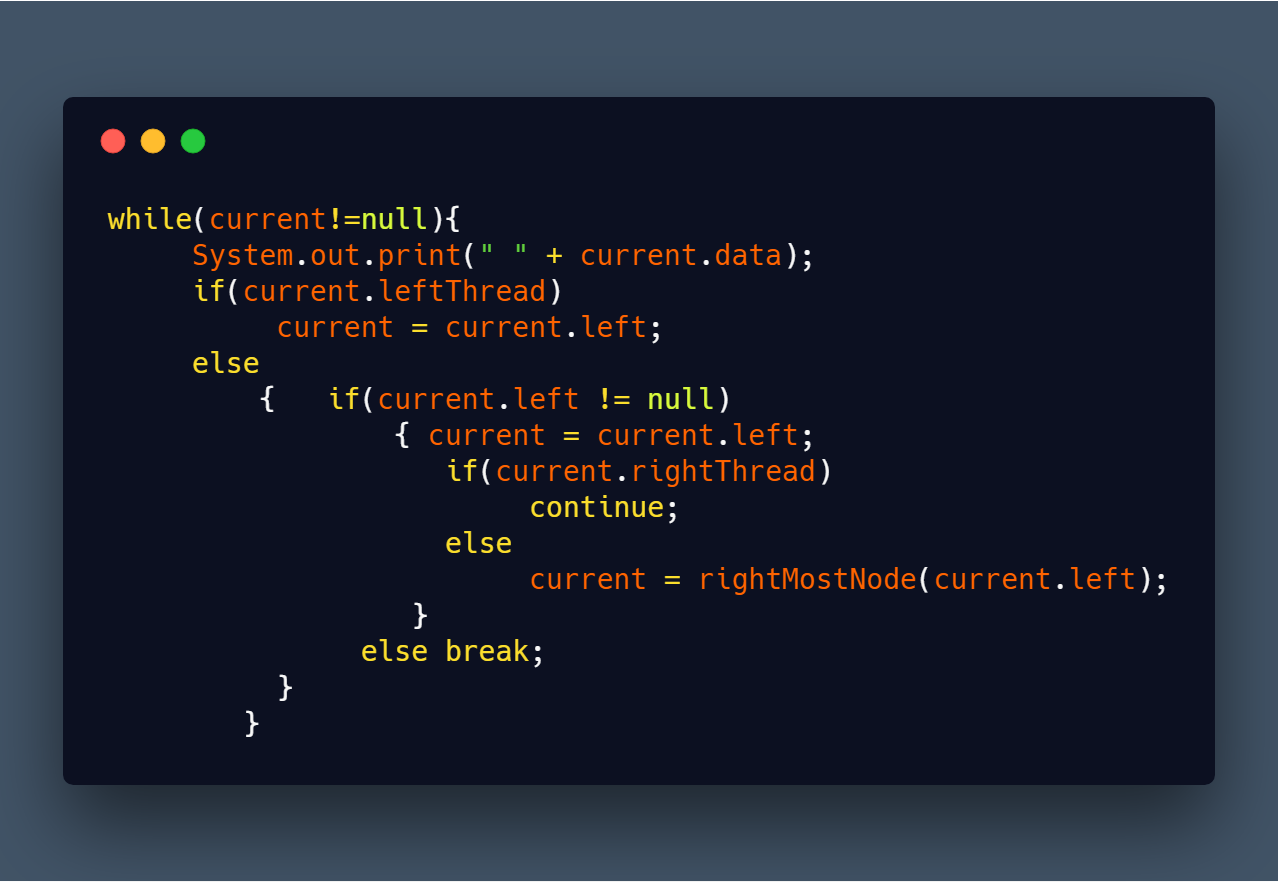 while(current!=null){
     System.out.print(" " + current.data);
     if(current.leftThread)
          current = current.left;
     else
         {   if(current.left != null)
                 { current = current.left;
                    if(current.rightThread)
                         continue;
                    else
                         current = rightMostNode(current.left);
                  }
               else break;
          }
        }